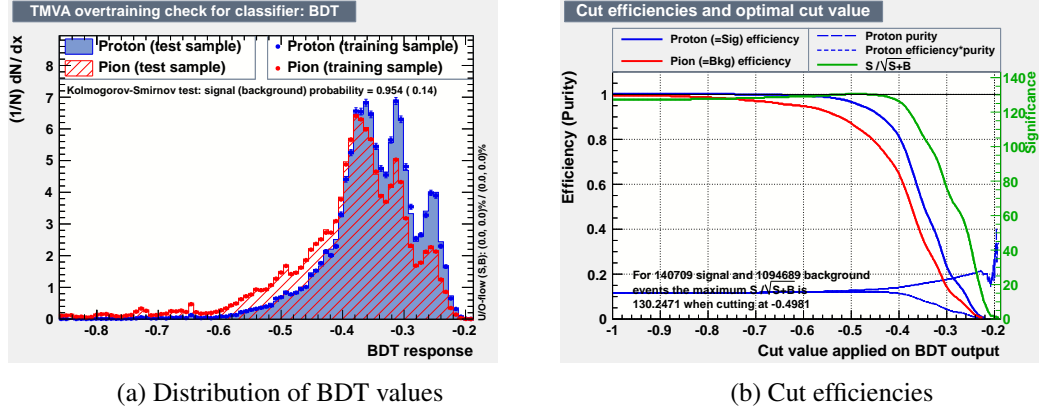 TMVA overtraining check for classifier: BDT
(1/N) dN / dx
Proton (test sample)
Pion (test sample)
Proton (training sample)
Pion (training sample)
Kolmogorov-Smirnov test: signal (background) probability = 0.954 ( 0.14)
8
7
6
5
4
3
2
1
0
-0.8 -0.7 -0.6 -0.5 -0.4 -0.3 -0.2
BDT response
U/O-flow (S,B): (0.0, 0.0)% / (0.0, 0.0)%
(a) Distribution of BDT values
Cut efficiencies and optimal cut value
Proton (=Sig) efficiency
Pion (=Bkg) efficiency
Proton purity
Proton efficiency*purity
S /√S+B
Efficiency (Purity)
1
0.8
0.6
0.4
0.2
0
140
120
100
80
60
40
20
0
Significance
For 140709 signal and 1094689 background
events the maximum S /√S+B is
130.2471 when cutting at -0.4981
-1 -0.9 -0.8 -0.7 -0.6 -0.5 -0.4 -0.3 -0.2
Cut value applied on BDT output
(b) Cut efficiencies